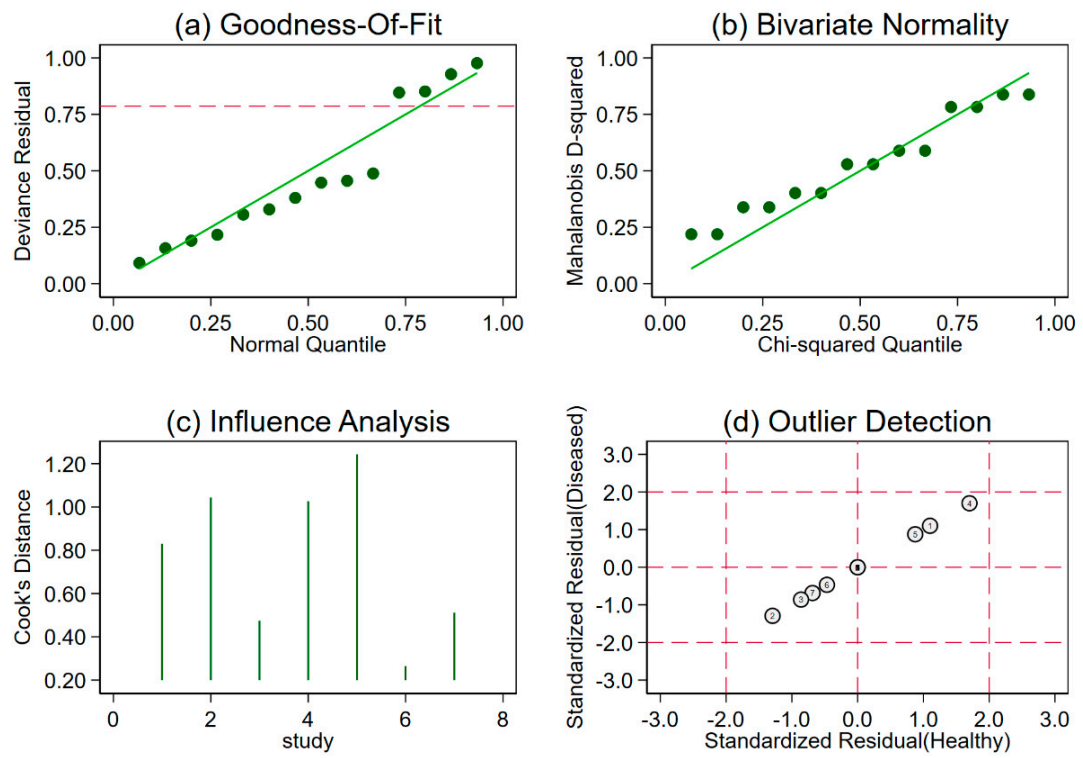 (a) Goodness-Of-Fit
Deviance Residual
1.00
0.75
0.50
0.25
0.00
0.00 0.25 0.50 0.75 1.00
Normal Quantile
(b) Bivariate Normality
Mahalanobis D-squared
1.00
0.75
0.50
0.25
0.00
0.00 0.25 0.50 0.75 1.00
Chi-squared Quantile
(c) Influence Analysis
Cook's Distance
1.20
1.00
0.80
0.60
0.40
0.20
0 2 4 6 8
study
(d) Outlier Detection
Standardized Residual(Diseased)
3.0
2.0
1.0
0.0
-1.0
-2.0
-3.0
4
1
5
6
7
3
2
-3.0 -2.0 -1.0 0.0 1.0 2.0 3.0
Standardized Residual(Healthy)